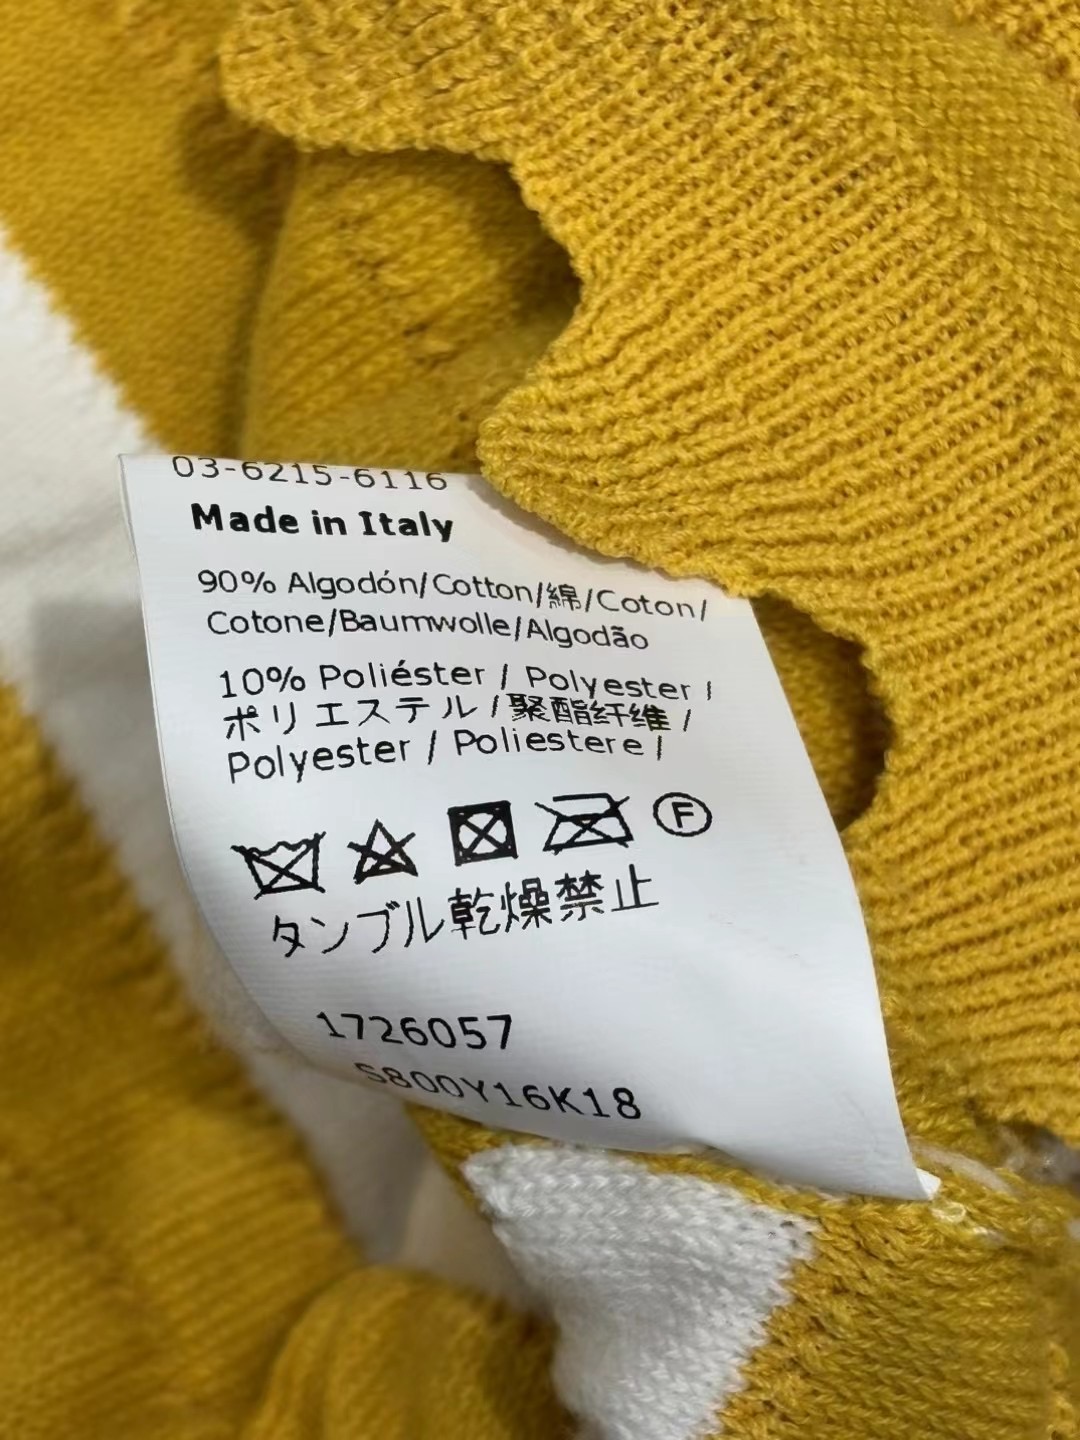 03-6215-6116
Made in Italy
90% Algodón/Cotton/綿/Coton/
Cotone/Baumwolle/Algodão
10% Poliéster / Polyester /
ポリエステル / 聚酯纤维 /
Polyester / Poliestere /
F
タンブル乾燥禁止
1726057
S800Y16K18